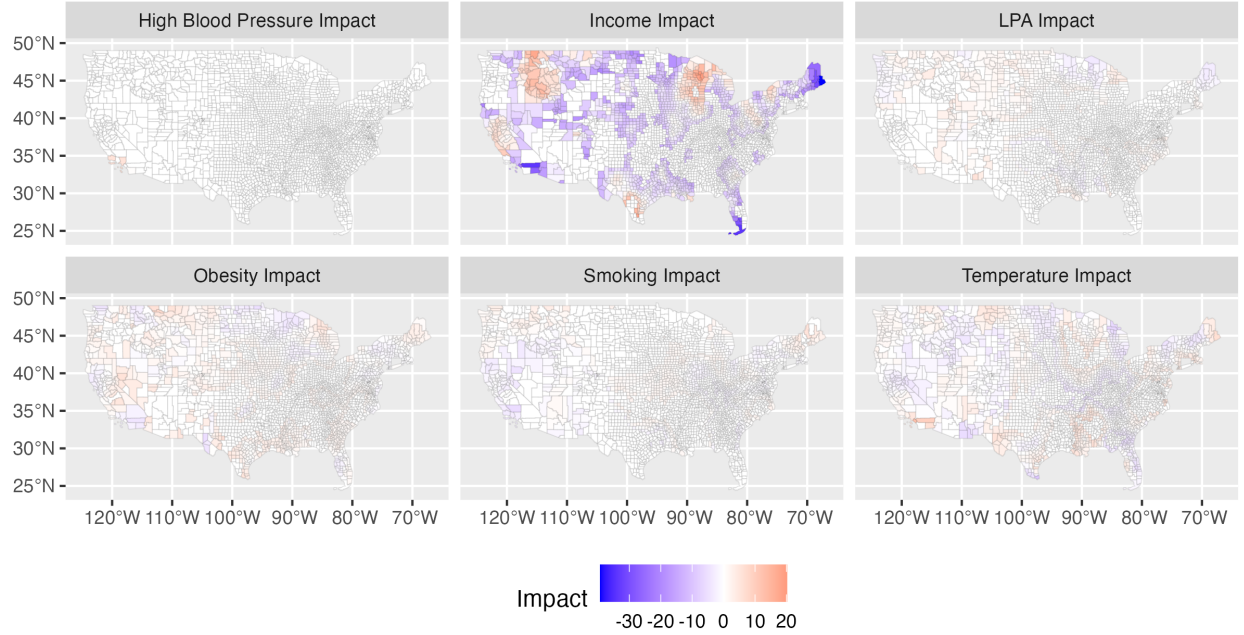 High Blood Pressure Impact
Income Impact
LPA Impact
50°N
45°N
40°N
35°N
30°N
25°N
Obesity Impact
Smoking Impact
Temperature Impact
50°N
45°N
40°N
35°N
30°N
25°N
120°W 110°W 100°W 90°W 80°W 70°W
120°W 110°W 100°W 90°W 80°W 70°W
120°W 110°W 100°W 90°W 80°W 70°W
Impact
-30 -20 -10 0 10 20